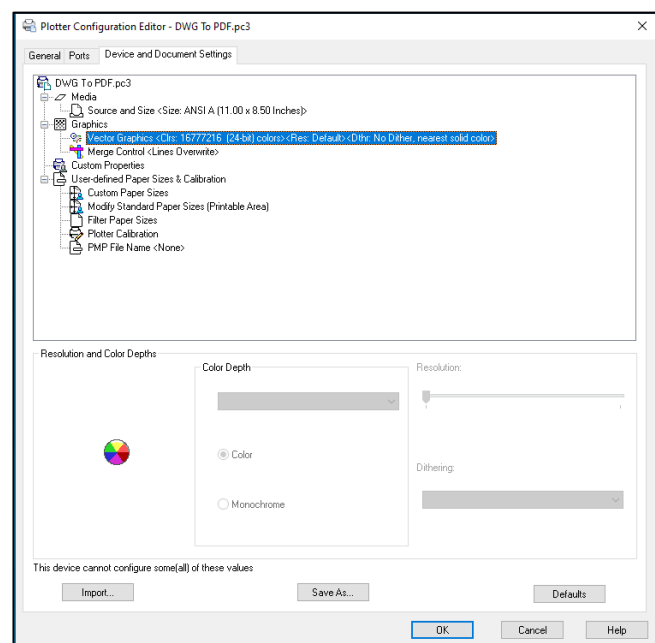 Plotter Configuration Editor - DWG To PDF.pc3
General Ports Device and Document Settings
DWG To PDF.pc3
Media
Source and Size <Size: ANSI A (11.00 x 8.50 Inches)>
Graphics
Vector Graphics <Clrs: 16777216 (24-bit) colors><Res: Default><Dthr: No Dither, nearest solid color>
Merge Control <Lines Overwrite>
Custom Properties
User-defined Paper Sizes & Calibration
Custom Paper Sizes
Modify Standard Paper Sizes (Printable Area)
Filter Paper Sizes
Plotter Calibration
PMP File Name <None>
Resolution and Color Depths
Color Depth
Resolution:
Color
Dithering:
Monochrome
This device cannot configure some(all) of these values
Import... Save As... Defaults
OK Cancel Help